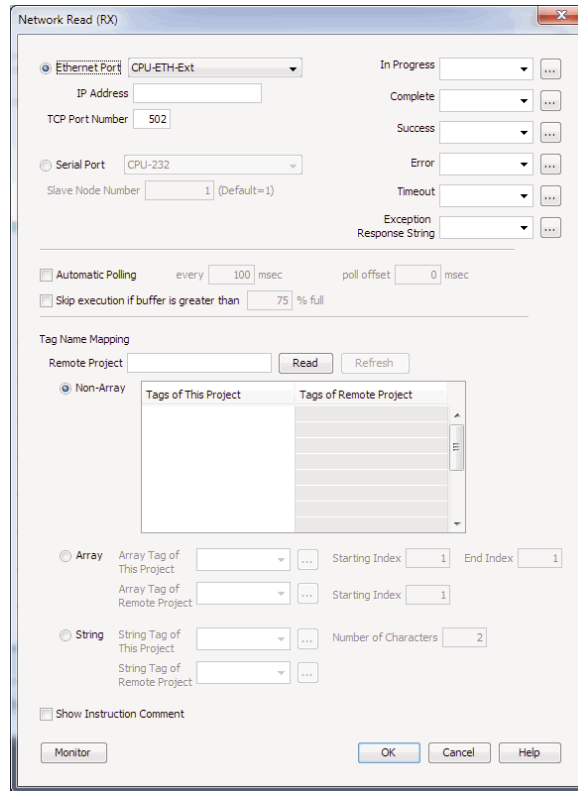 Network Read (RX)
Ethernet Port CPU-ETH-Ext In Progress ...
IP Address Complete ...
TCP Port Number 502
Success ...
Serial Port CPU-232 Error ...
Slave Node Number 1 (Default=1) Timeout ...
Exception
Response String ...
Automatic Polling every 100 msec poll offset 0 msec
Skip execution if buffer is greater than 75 % full
Tag Name Mapping
Remote Project Read Refresh
Non-Array Tags of This Project Tags of Remote Project
Array Array Tag of
This Project ... Starting Index 1 End Index 1
Array Tag of
Remote Project ... Starting Index 1
String String Tag of
This Project ... Number of Characters 2
String Tag of
Remote Project ...
Show Instruction Comment
Monitor OK Cancel Help